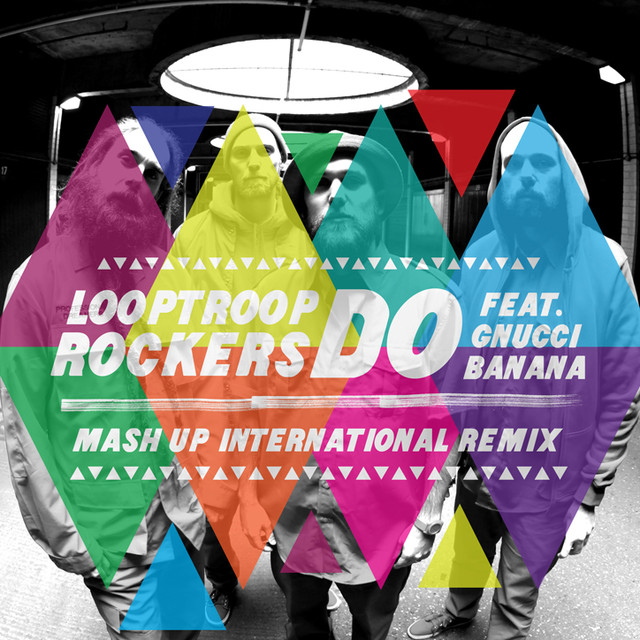 LOOPTROOP
ROCKERS
DO
FEAT.
GNUCCI
BANANA
MASH UP INTERNATIONAL REMIX